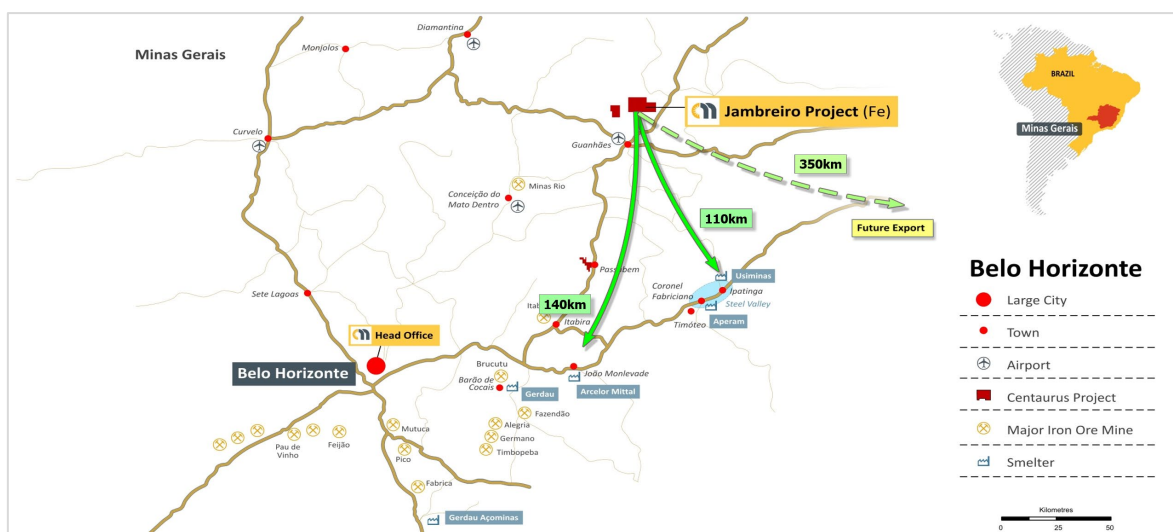 Minas Gerais
Monjolos
Diamantina
Curvelo
Guanhães
Jambreiro Project (Fe)
350km
Future Export
110km
Minas Rio
Conceição do
Mato Dentro
Passabem
Usiminas
Coronel
Fabriciano
Ipatinga
Steel Valley
Aperam
Timóteo
140km
Sete Lagoas
Itabira
Head Office
Belo Horizonte
João Monlevade
Arcelor Mittal
Brucutu
Barão de
Cocais
Gerdau
Fazendão
Alegria
Germano
Timbopeba
Mutuca
Pico
Fabrica
Gerdau Açominas
Pau de
Vinho
Feijão
BRAZIL
Minas Gerais
Belo Horizonte
Large City
Town
Airport
Centaurus Project
Major Iron Ore Mine
Smelter
Kilometres
0
25
50